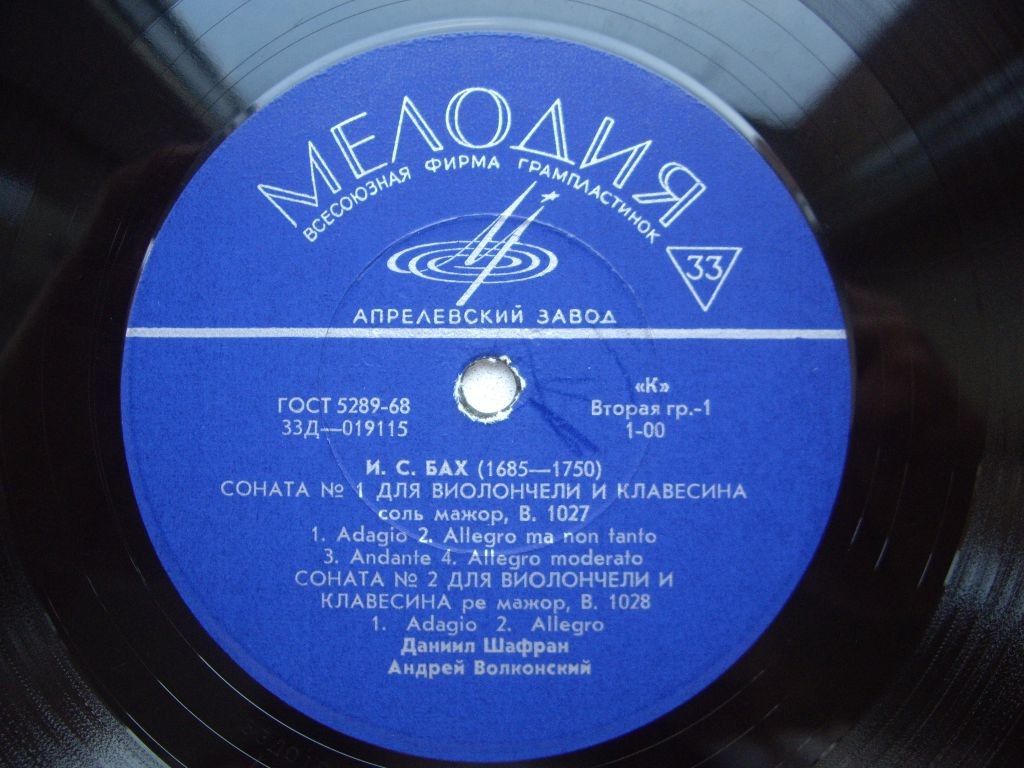 МЕЛОДИЯ
ВСЕСОЮЗНАЯ ФИРМА ГРАМПЛАСТИНОК
33
АПРЕЛЕВСКИЙ ЗАВОД
ГОСТ 5289-68
33Д—019115
«К»
Вторая гр.-1
1-00
И. С. БАХ (1685—1750)
СОНАТА № 1 ДЛЯ ВИОЛОНЧЕЛИ И КЛАВЕСИНА
соль мажор, В. 1027
1. Adagio 2. Allegro ma non tanto
3. Andante 4. Allegro moderato
СОНАТА № 2 ДЛЯ ВИОЛОНЧЕЛИ И
КЛАВЕСИНА ре мажор, В. 1028
1. Adagio 2. Allegro
Даниил Шафран
Андрей Волконский